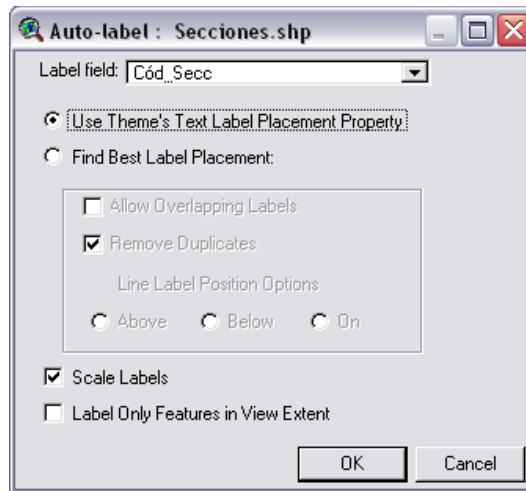 Auto-label : Secciones.shp
Label field: Cód_Secc
Use Theme's Text Label Placement Property
Find Best Label Placement:
Allow Overlapping Labels
Remove Duplicates
Line Label Position Options
Above Below On
Scale Labels
Label Only Features in View Extent
OK Cancel